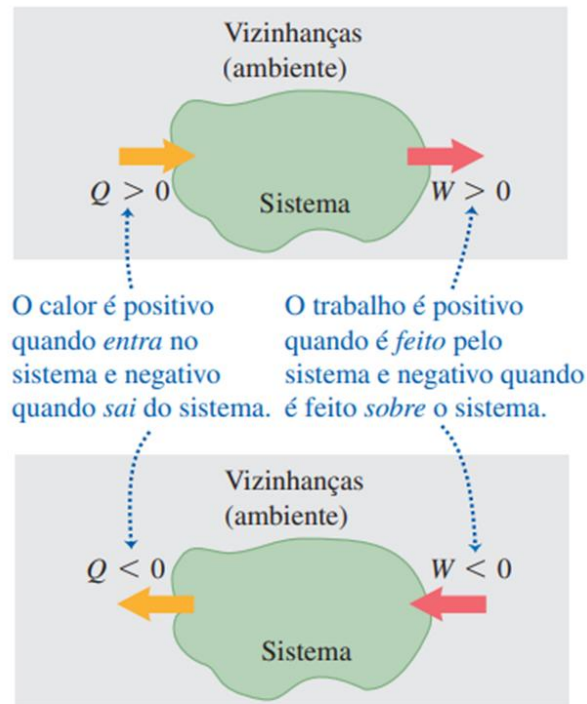 Vizinhanças
(ambiente)
Q > 0
Sistema
W > 0
O calor é positivo
quando entra no
sistema e negativo
quando sai do sistema.
O trabalho é positivo
quando é feito pelo
sistema e negativo quando
é feito sobre o sistema.
Vizinhanças
(ambiente)
Q < 0
W < 0
Sistema